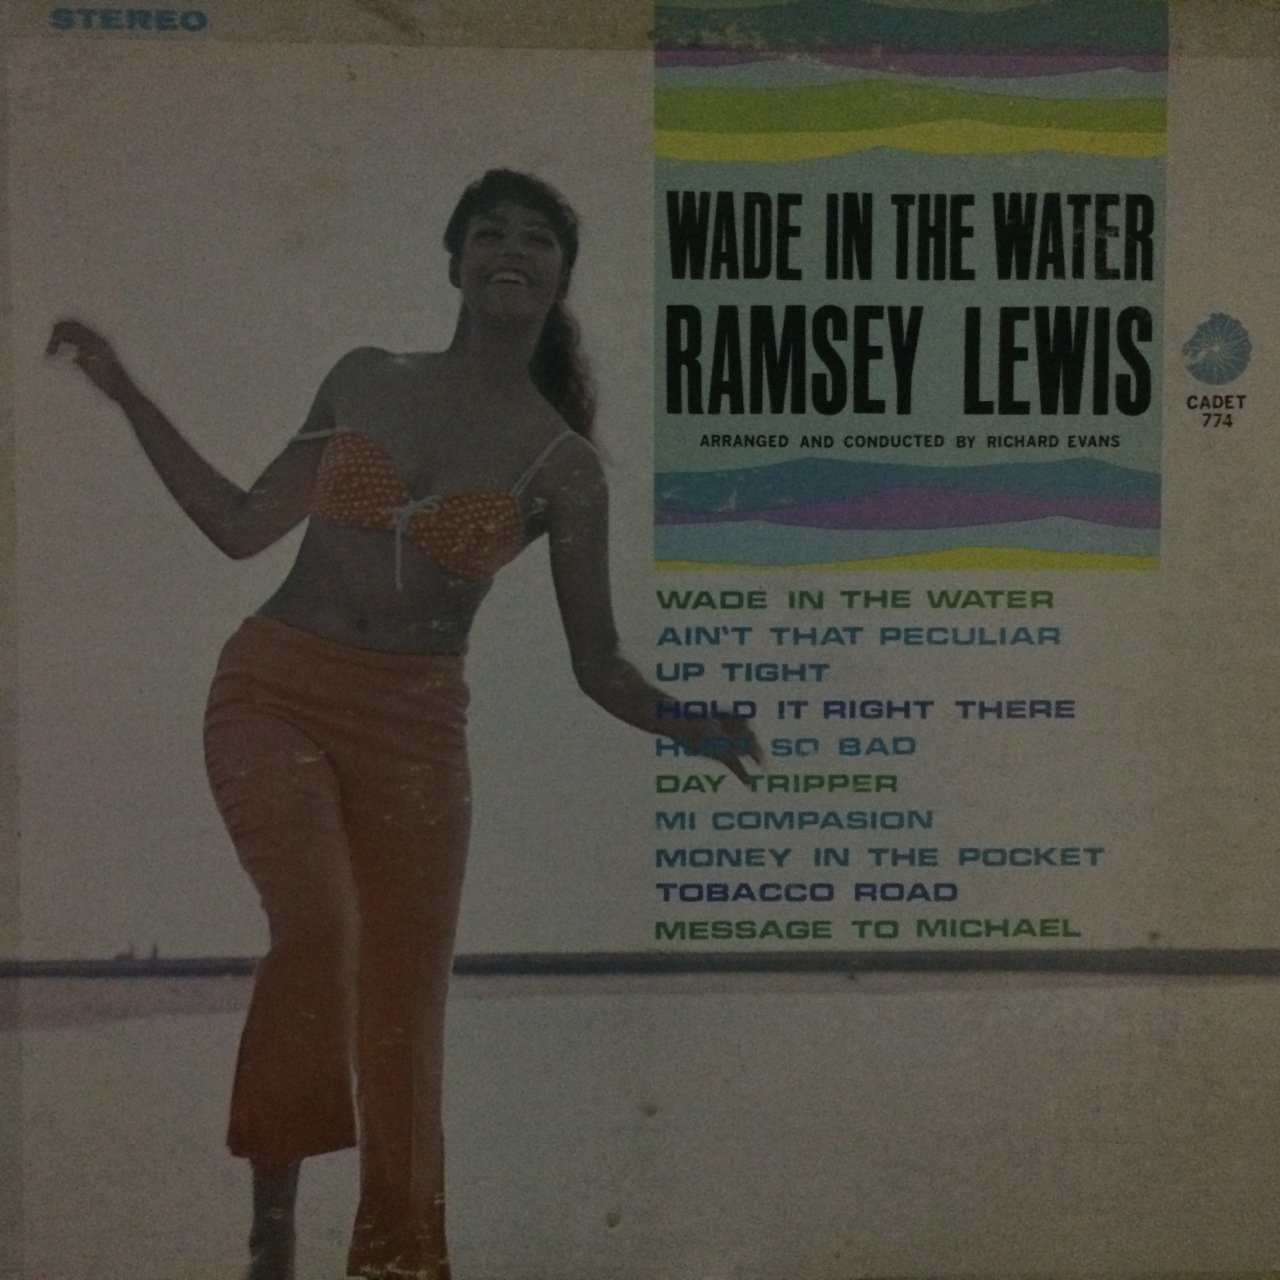 STEREO
WADE IN THE WATER
RAMSEY LEWIS
ARRANGED AND CONDUCTED BY RICHARD EVANS
CADET
774
WADE IN THE WATER
AIN'T THAT PECULIAR
UP TIGHT
HOLD IT RIGHT THERE
HURT SO BAD
DAY TRIPPER
MI COMPASION
MONEY IN THE POCKET
TOBACCO ROAD
MESSAGE TO MICHAEL